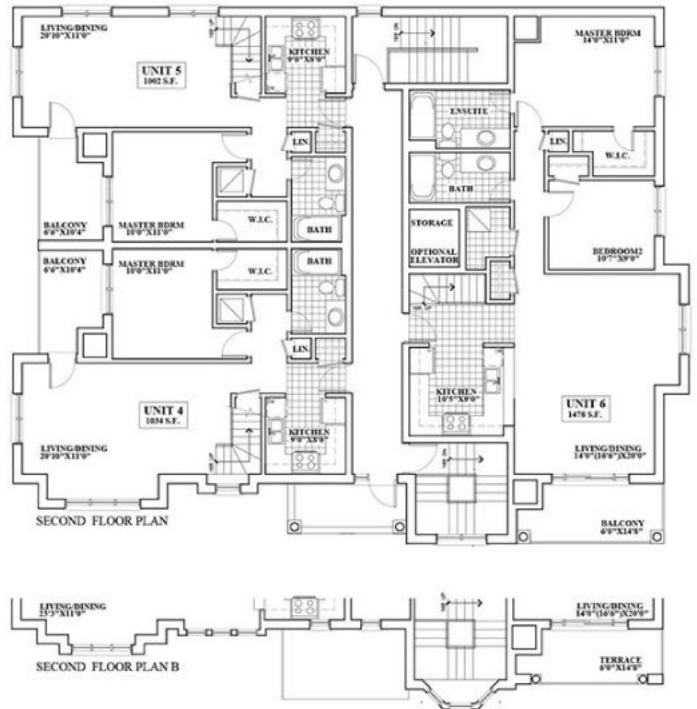 LIVING/DINING
20'10"X11'0"
UNIT 5
1002 S.F.
KITCHEN
9'0"X8'0"
MASTER BDRM
14'0"X11'0"
ENSUITE
LIN.
W.I.C.
BATH
LIN.
BALCONY
6'6"X10'4"
MASTER BDRM
10'0"X11'0"
W.I.C.
BATH
STORAGE
OPTIONAL
ELEVATOR
BEDROOM2
10'7"X9'0"
BALCONY
6'6"X10'4"
MASTER BDRM
10'0"X11'0"
W.I.C.
BATH
LIN.
UNIT 4
1034 S.F.
KITCHEN
10'5"X9'0"
UNIT 6
1478 S.F.
LIVING/DINING
20'10"X11'0"
KITCHEN
9'0"X8'0"
LIVING/DINING
14'0"(16'6")X20'0"
SECOND FLOOR PLAN
BALCONY
6'0"X14'8"
LIVING/DINING
23'3"X11'0"
LIVING/DINING
14'0"(16'6")X20'0"
SECOND FLOOR PLAN B
TERRACE
6'0"X14'8"